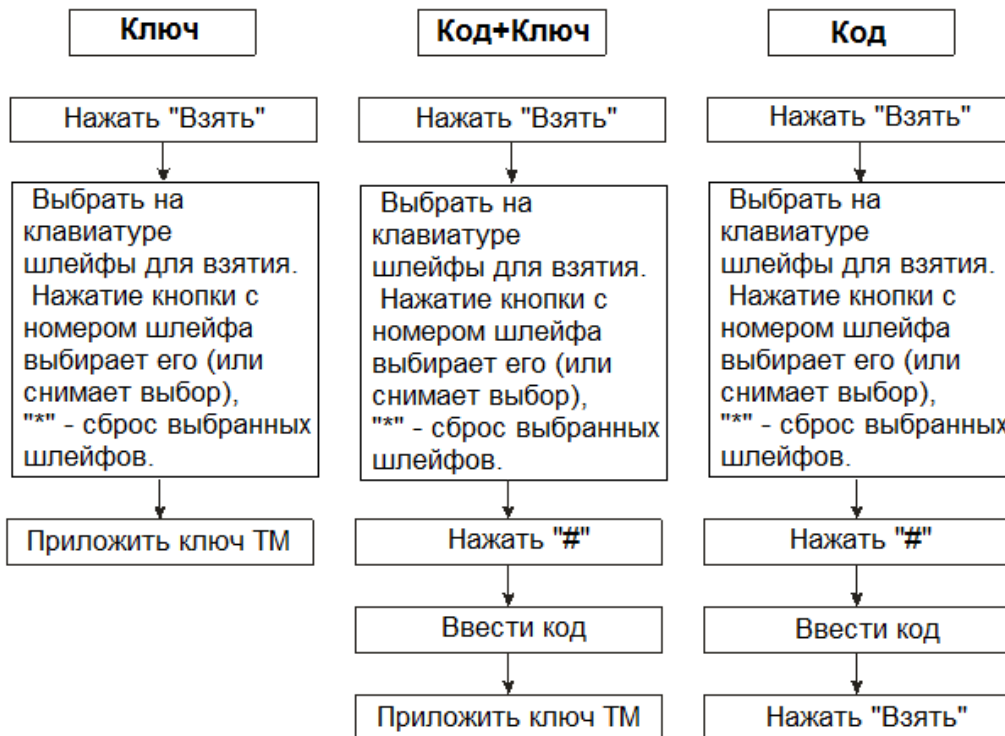 Ключ
Нажать "Взять"
Выбрать на
клавиатуре
шлейфы для взятия.
Нажатие кнопки с
номером шлейфа
выбирает его (или
снимает выбор),
"*" - сброс выбранных
шлейфов.
Приложить ключ ТМ
Код+Ключ
Нажать "Взять"
Выбрать на
клавиатуре
шлейфы для взятия.
Нажатие кнопки с
номером шлейфа
выбирает его (или
снимает выбор),
"*" - сброс выбранных
шлейфов.
Нажать "#"
Ввести код
Приложить ключ ТМ
Код
Нажать "Взять"
Выбрать на
клавиатуре
шлейфы для взятия.
Нажатие кнопки с
номером шлейфа
выбирает его (или
снимает выбор),
"*" - сброс выбранных
шлейфов.
Нажать "#"
Ввести код
Нажать "Взять"